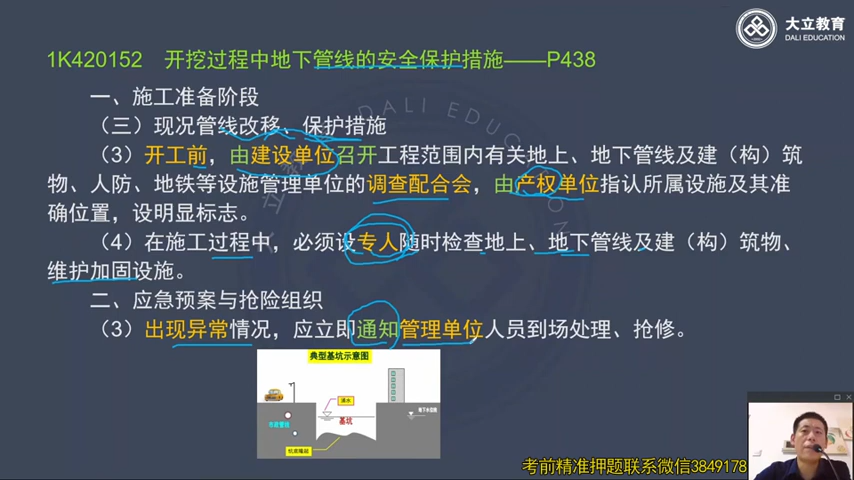 大立教育
DALI EDUCATION
1K420152 开挖过程中地下管线的安全保护措施——P438
一、施工准备阶段
（三）现况管线改移、保护措施
（3）开工前，由建设单位召开工程范围内有关地上、地下管线及建（构）筑
物、人防、地铁等设施管理单位的调查配合会，由产权单位指认所属设施及其准
确位置，设明显标志。
（4）在施工过程中，必须设专人随时检查地上、地下管线及建（构）筑物、
维护加固设施。
二、应急预案与抢险组织
（3）出现异常情况，应立即通知管理单位人员到场处理、抢修。
典型基坑示意图
市政管线
基坑
坑底隆起
考前精准押题联系微信3849178